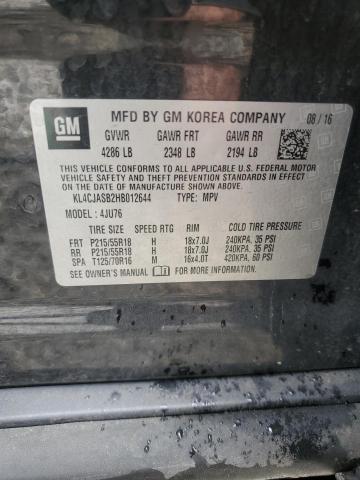 GM
MFD BY GM KOREA COMPANY 08/16
GVWR GAWR FRT GAWR RR
4286 LB 2348 LB 2194 LB
THIS VEHICLE CONFORMS TO ALL APPLICABLE U.S. FEDERAL MOTOR
VEHICLE SAFETY AND THEFT PREVENTION STANDARDS IN EFFECT ON
THE DATE OF MANUFACTURE SHOWN ABOVE.
KL4CJASB2HB012644 TYPE: MPV
MODEL : 4JU76
TIRE SIZE SPEED RTG RIM COLD TIRE PRESSURE
FRT P215/55R18 H 18x7.0J 240KPA, 35 PSI
RR P215/55R18 H 18x7.0J 240KPA, 35 PSI
SPA T125/70R16 M 16x4.0T 420KPA, 60 PSI
SEE OWNER'S MANUAL FOR ADDITIONAL INFORMATION